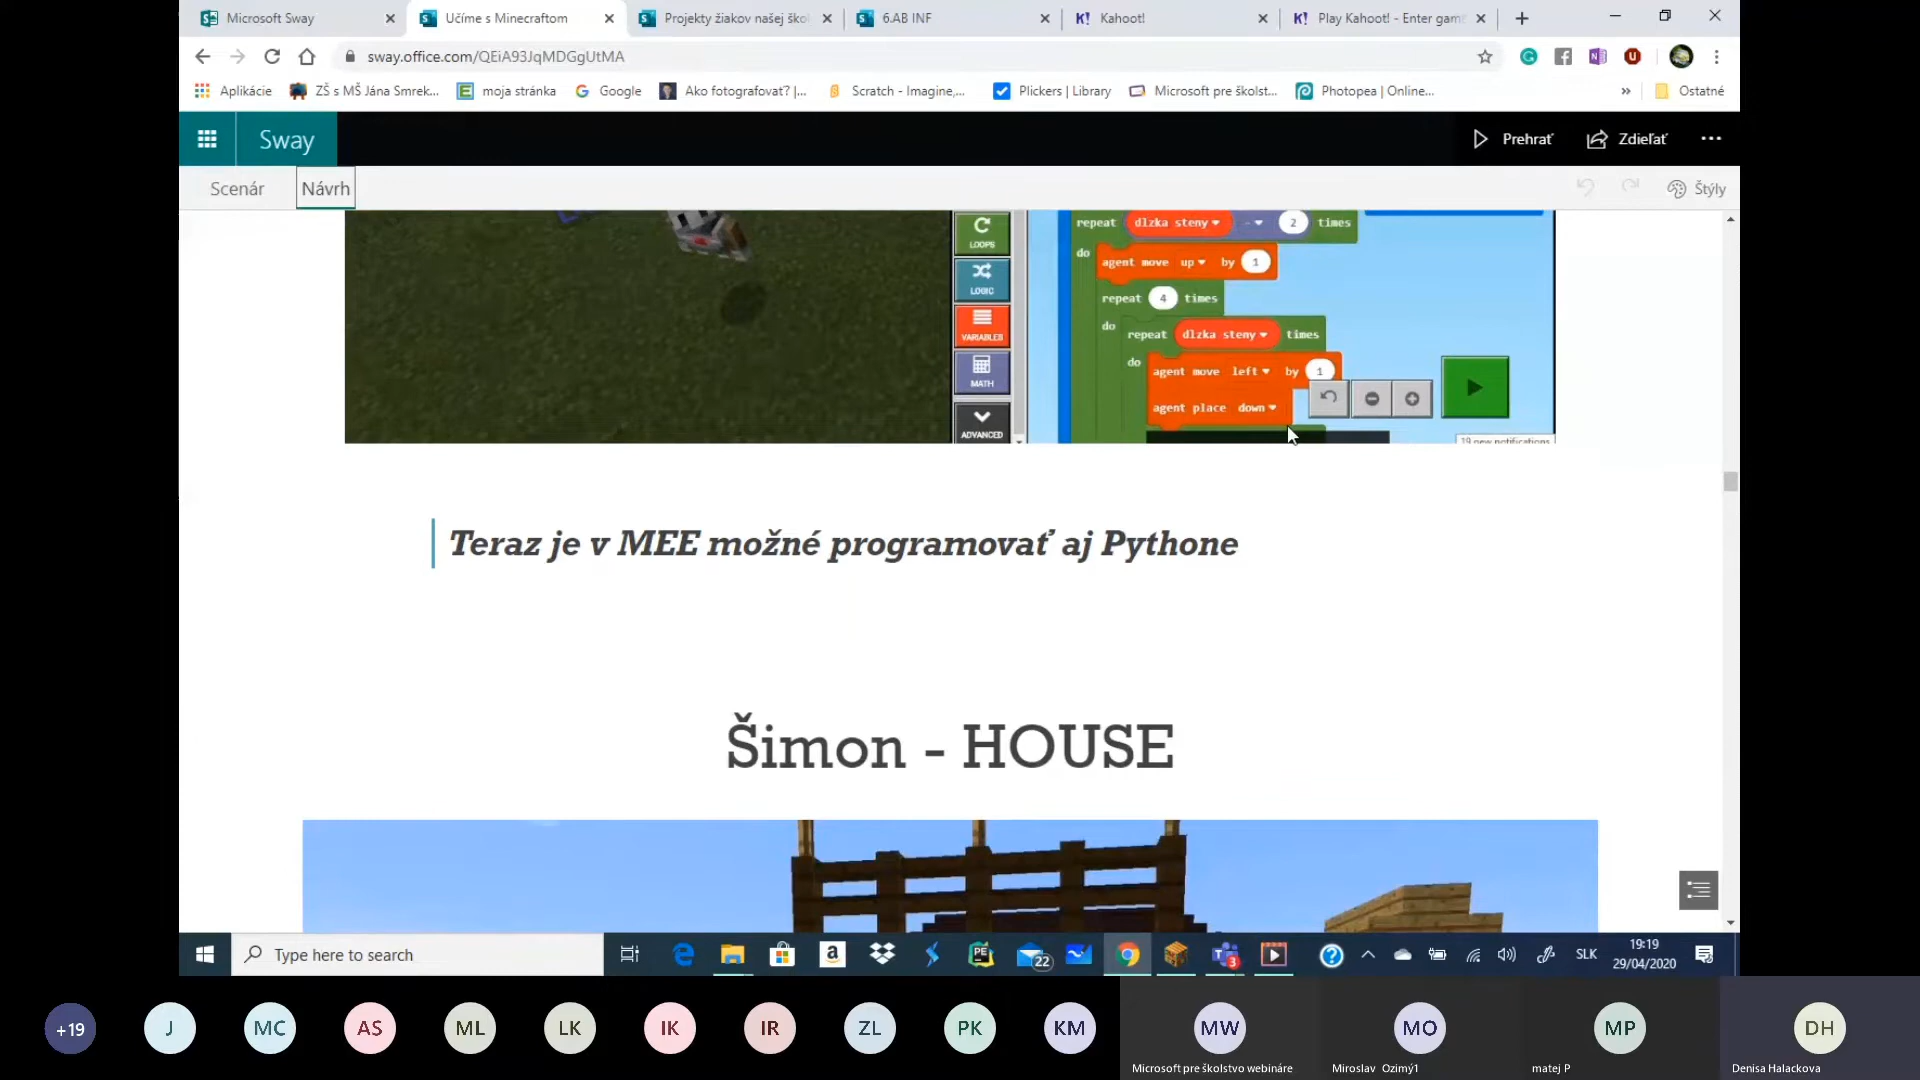 Microsoft Sway
Učíme s Minecraftom
Projekty žiakov našej ško
6.AB INF
Kahoot!
Play Kahoot! - Enter game
sway.office.com/QEiA93JqMDGgUtMA
Aplikácie
ZŠ s MŠ Jána Smrek...
moja stránka
Google
Ako fotografovať? |...
Scratch - Imagine,...
Plickers | Library
Microsoft pre školst...
Photopea | Online...
»
Ostatné
Sway
Prehrať
Zdieľať
Scenár
Návrh
Štýly
LOOPS
LOGIC
VARIABLES
MATH
ADVANCED
repeat dlzka steny - 2 times
do
agent move up by 1
repeat 4 times
do
repeat dlzka steny times
do
agent move left by 1
agent place down
19 new notifications
Teraz je v MEE možné programovať aj Pythone
Šimon - HOUSE
Type here to search
22
3
SLK
19:19
29/04/2020
+19
J
MC
AS
ML
LK
IK
IR
ZL
PK
KM
MW
MO
MP
DH
Microsoft pre školstvo webináre
Miroslav Ozimý1
matej P
Denisa Halackova